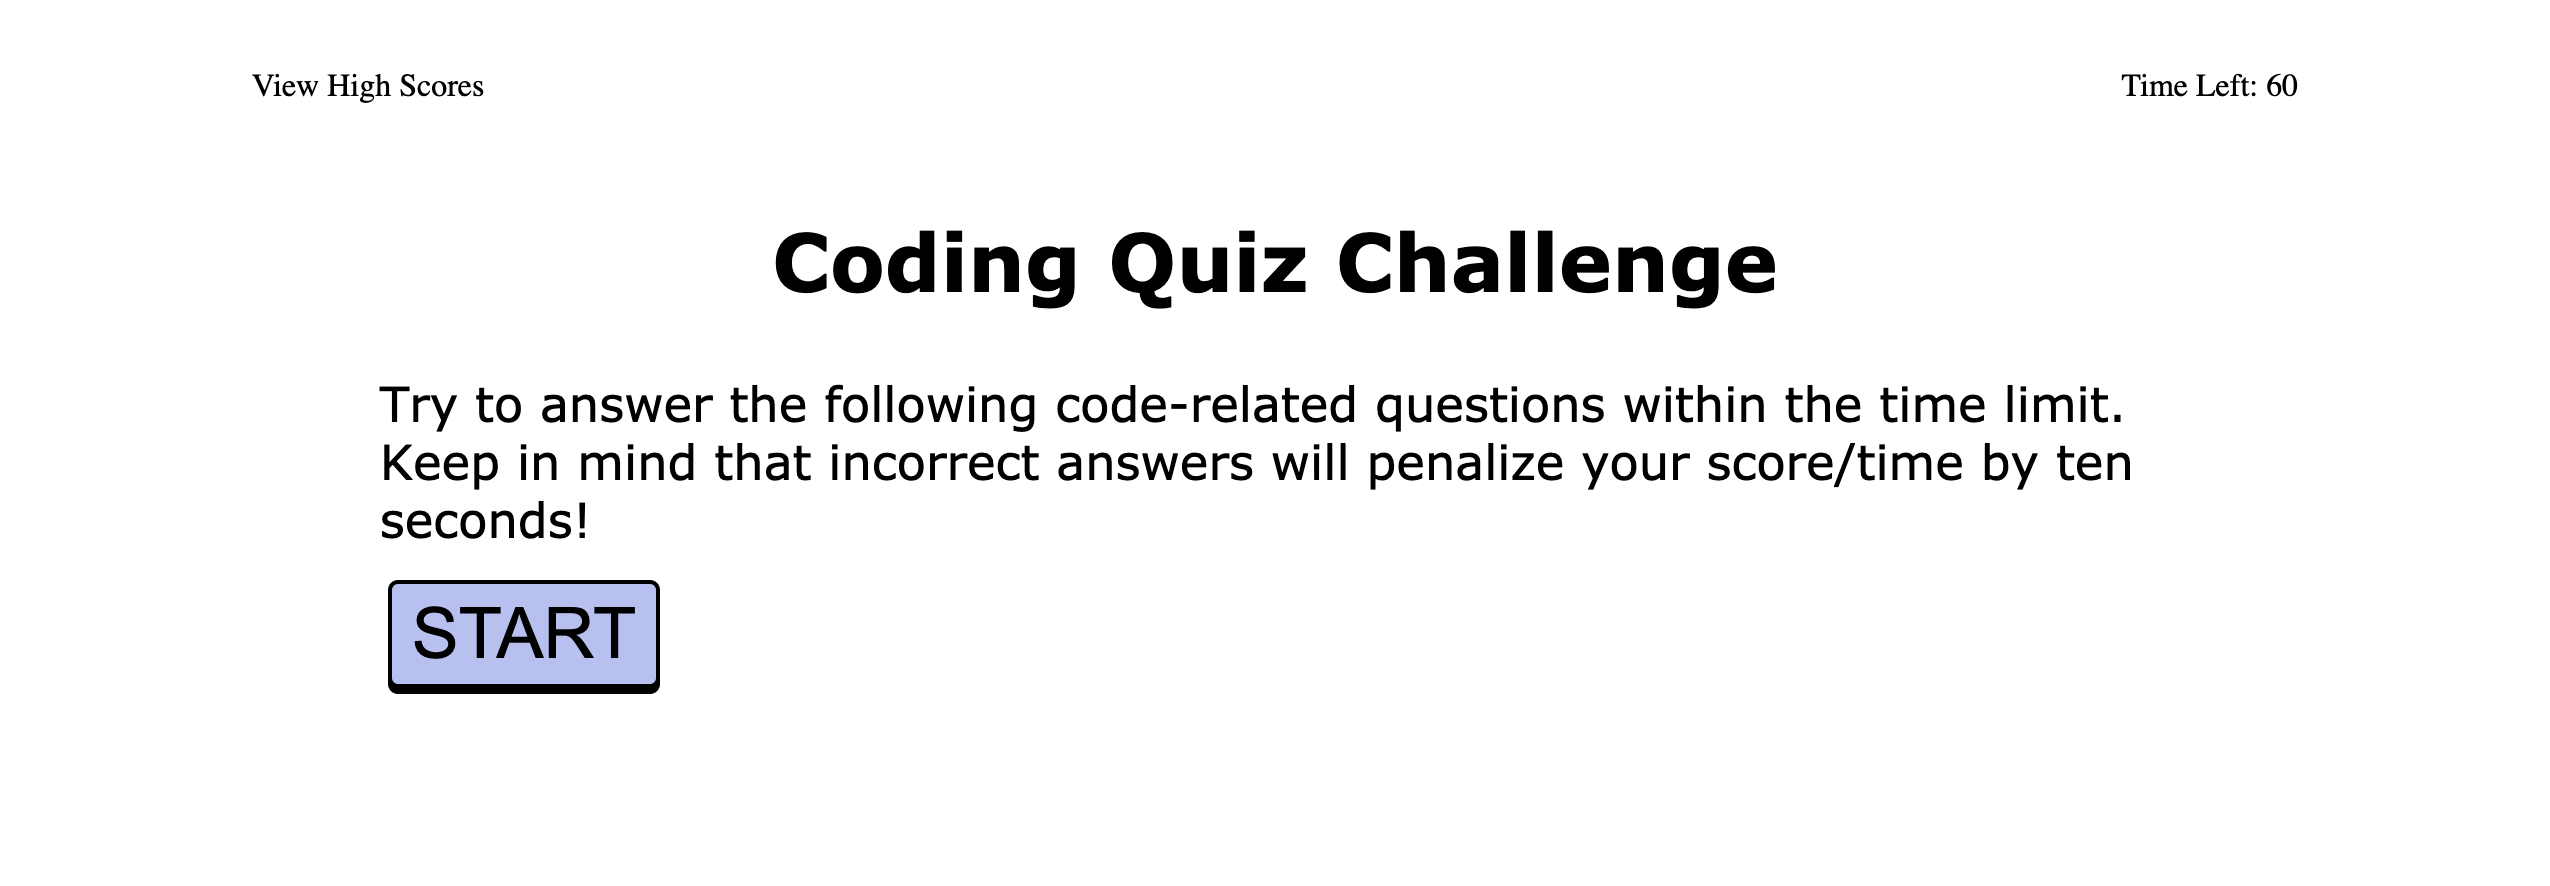 View High Scores
Time Left: 60
Coding Quiz Challenge
Try to answer the following code-related questions within the time limit.
Keep in mind that incorrect answers will penalize your score/time by ten
seconds!
START